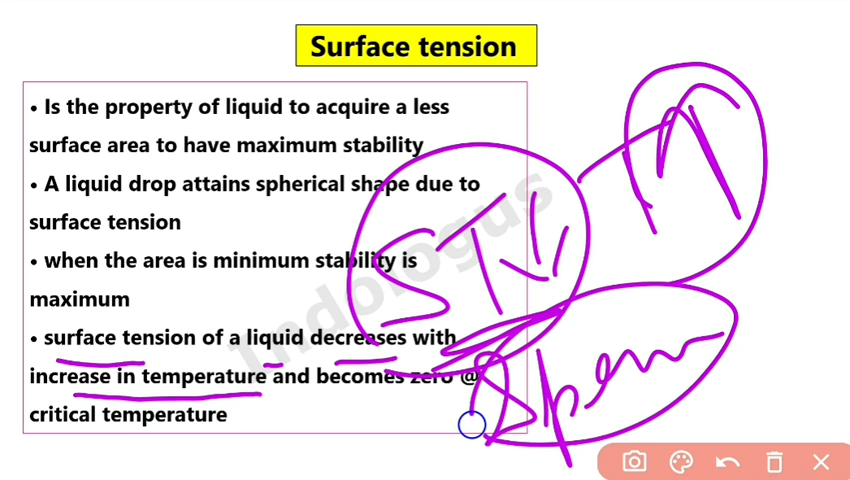 Surface tension
• Is the property of liquid to acquire a less
surface area to have maximum stability
• A liquid drop attains spherical shape due to
surface tension
• when the area is minimum stability is
maximum
• surface tension of a liquid decreases with
increase in temperature and becomes zero @
critical temperature
Indologus
ST